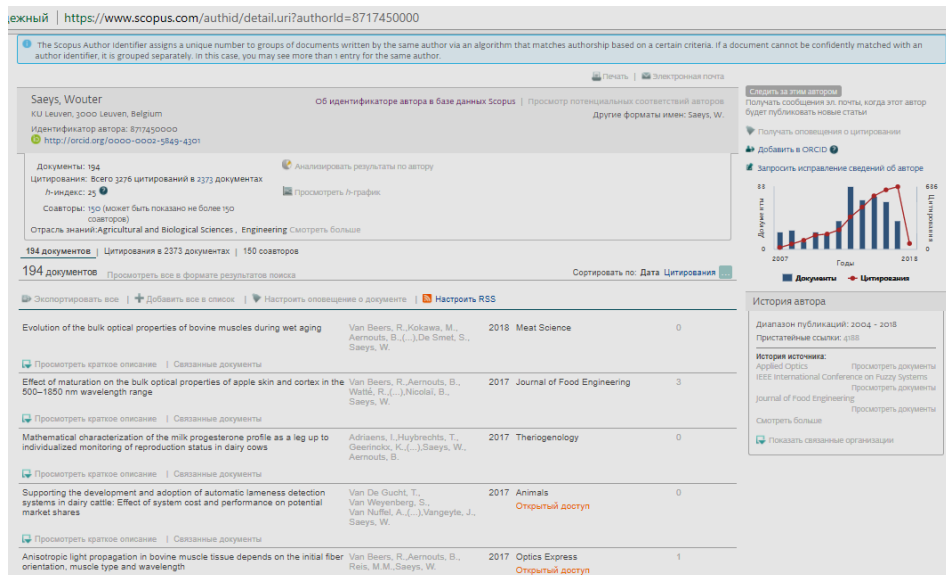 ежный https://www.scopus.com/authid/detail.uri?authorId=8717450000
The Scopus Author Identifier assigns a unique number to groups of documents written by the same author via an algorithm that matches authorship based on a certain criteria. If a document cannot be confidently matched with an
author identifier, it is grouped separately. In this case, you may see more than 1 entry for the same author.
Печать | Электронная почта
Saeys, Wouter
KU Leuven, 3000 Leuven, Belgium
Идентификатор автора: 8717450000
http://orcid.org/0000-0002-5849-4301
Об идентификаторе автора в базе данных Scopus | Просмотр потенциальных соответствий авторов
Другие форматы имен: Saeys, W.
Документы: 194
Цитирования: Всего 3276 цитирований в 2373 документах
h-индекс: 25
Соавторы: 150 (может быть показано не более 150
соавторов)
Отрасль знаний:Agricultural and Biological Sciences , Engineering Смотреть больше
Анализировать результаты по автору
Просмотреть h-график
Следить за этим автором
Получать сообщения эл. почты, когда этот автор
будет публиковать новые статьи
Получать оповещения о цитировании
Добавить в ORCID
Запросить исправление сведений об авторе
88 686
Документы
Цитирования
0 0
2007 2018
Годы
Документы Цитирования
194 документов | Цитирования в 2373 документах | 150 соавторов
194 документов Просмотреть все в формате результатов поиска
Сортировать по: Дата Цитирования ...
Экспортировать все | Добавить все в список | Настроить оповещение о документе | Настроить RSS
Evolution of the bulk optical properties of bovine muscles during wet aging
Van Beers, R.,Kokawa, M.,
Aernouts, B.,(...),De Smet, S.,
Saeys, W.
2018 Meat Science 0
Просмотреть краткое описание | Связанные документы
Effect of maturation on the bulk optical properties of apple skin and cortex in the
500–1850 nm wavelength range
Van Beers, R.,Aernouts, B.,
Watté, R.,(...),Nicolaï, B.,
Saeys, W.
2017 Journal of Food Engineering 3
Просмотреть краткое описание | Связанные документы
Mathematical characterization of the milk progesterone profile as a leg up to
individualized monitoring of reproduction status in dairy cows
Adriaens, I.,Huybrechts, T.,
Geerinckx, K.,(...),Saeys, W.,
Aernouts, B.
2017 Theriogenology 0
Просмотреть краткое описание | Связанные документы
Supporting the development and adoption of automatic lameness detection
systems in dairy cattle: Effect of system cost and performance on potential
market shares
Van De Gucht, T.,
Van Weyenberg, S.,
Van Nuffel, A.,(...),Vangeyte, J.,
Saeys, W.
2017 Animals 0
Открытый доступ
Просмотреть краткое описание | Связанные документы
Anisotropic light propagation in bovine muscle tissue depends on the initial fiber
orientation, muscle type and wavelength
Van Beers, R.,Aernouts, B.,
Reis, M.M.,Saeys, W.
2017 Optics Express 1
Открытый доступ
История автора
Диапазон публикаций: 2004 - 2018
Пристатейные ссылки: 4188
История источника:
Applied Optics Просмотреть документы
IEEE International Conference on Fuzzy Systems
Просмотреть документы
Journal of Food Engineering
Просмотреть документы
Смотреть больше
Показать связанные организации